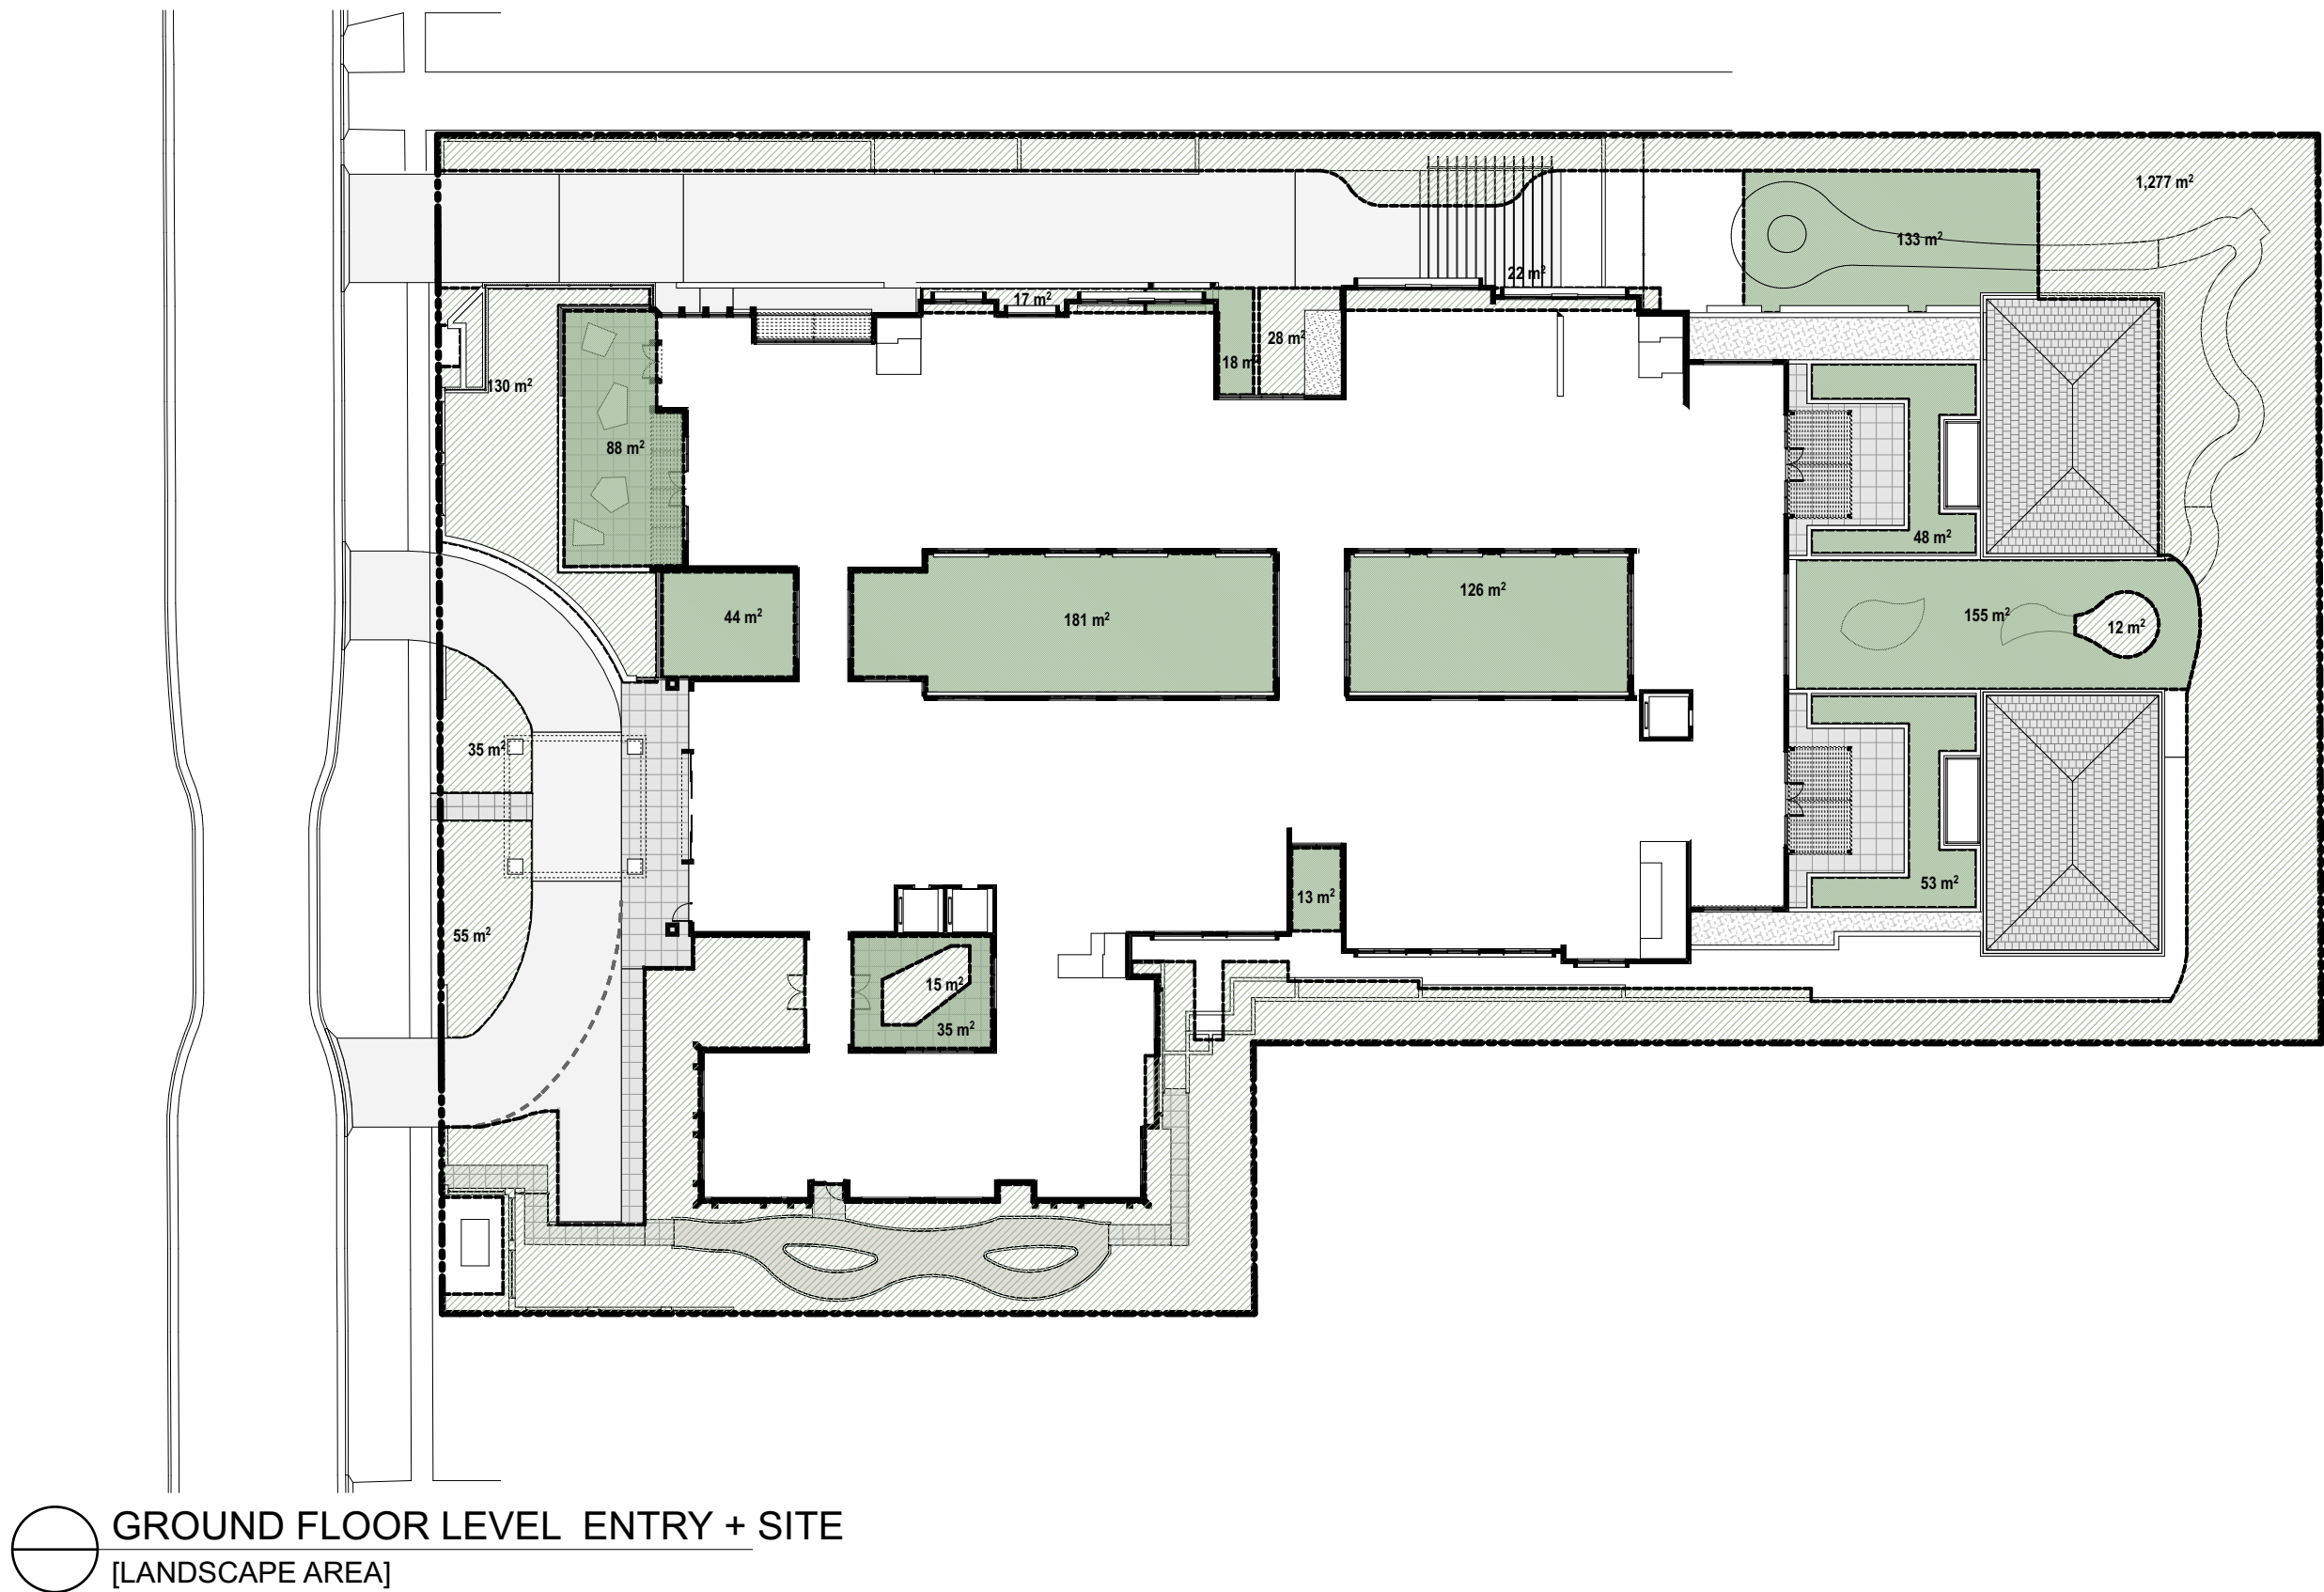 1,277 m²
133 m²
22 m²
17 m²
28 m²
18 m²
130 m²
88 m²
48 m²
126 m²
44 m²
181 m²
155 m²
12 m²
35 m²
53 m²
13 m²
55 m²
15 m²
35 m²
GROUND FLOOR LEVEL ENTRY + SITE
[LANDSCAPE AREA]